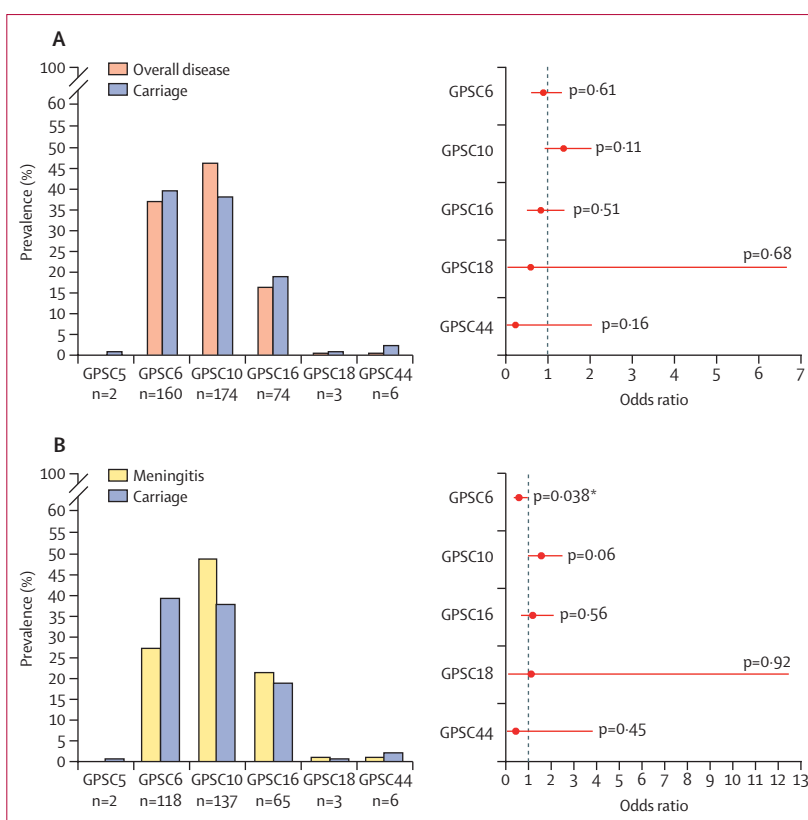 A
Overall disease
Carriage
Prevalence (%)
100
60
55
50
45
40
35
30
25
20
15
10
5
0
GPSC5 GPSC6 GPSC10 GPSC16 GPSC18 GPSC44
n=2 n=160 n=174 n=74 n=3 n=6
GPSC6 p=0·61
GPSC10 p=0·11
GPSC16 p=0·51
GPSC18 p=0·68
GPSC44 p=0·16
0 1 2 3 4 5 6 7
Odds ratio
B
Meningitis
Carriage
Prevalence (%)
100
60
55
50
45
40
35
30
25
20
15
10
5
0
GPSC5 GPSC6 GPSC10 GPSC16 GPSC18 GPSC44
n=2 n=118 n=137 n=65 n=3 n=6
GPSC6 p=0·038*
GPSC10 p=0·06
GPSC16 p=0·56
GPSC18 p=0·92
GPSC44 p=0·45
0 1 2 3 4 5 6 7 8 9 10 11 12 13
Odds ratio